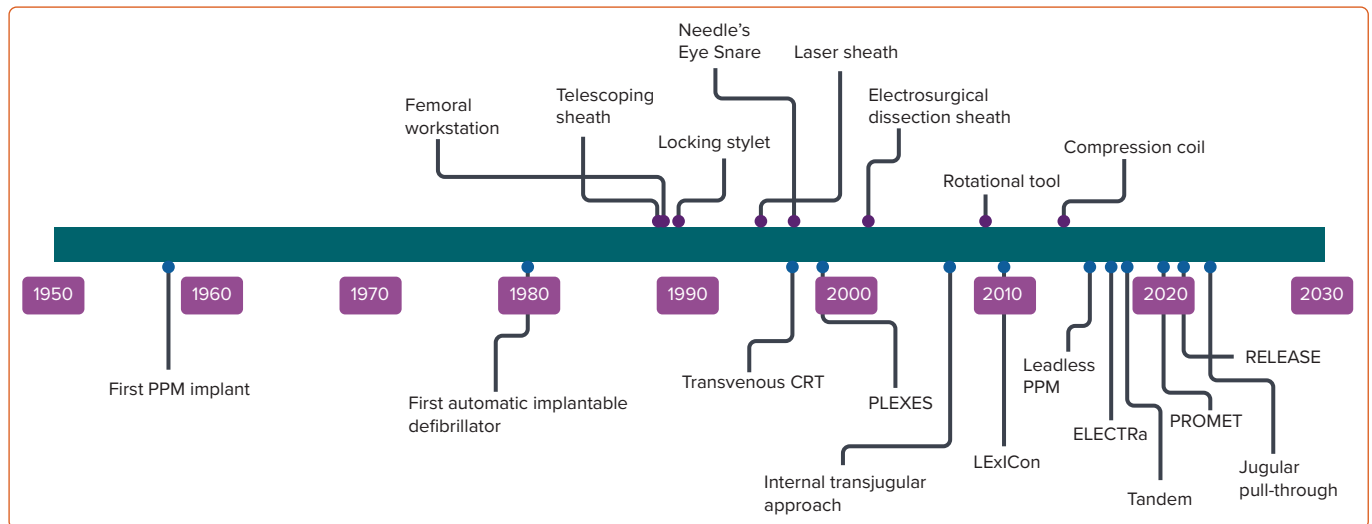 Needle's
Eye Snare
Laser sheath
Femoral
workstation
Telescoping
sheath
Locking stylet
Electrosurgical
dissection sheath
Rotational tool
Compression coil
1950
1960
1970
1980
1990
2000
2010
2020
2030
First PPM implant
First automatic implantable
defibrillator
Transvenous CRT
PLEXES
Internal transjugular
approach
LExICon
Leadless
PPM
ELECTRa
Tandem
PROMET
RELEASE
Jugular
pull-through